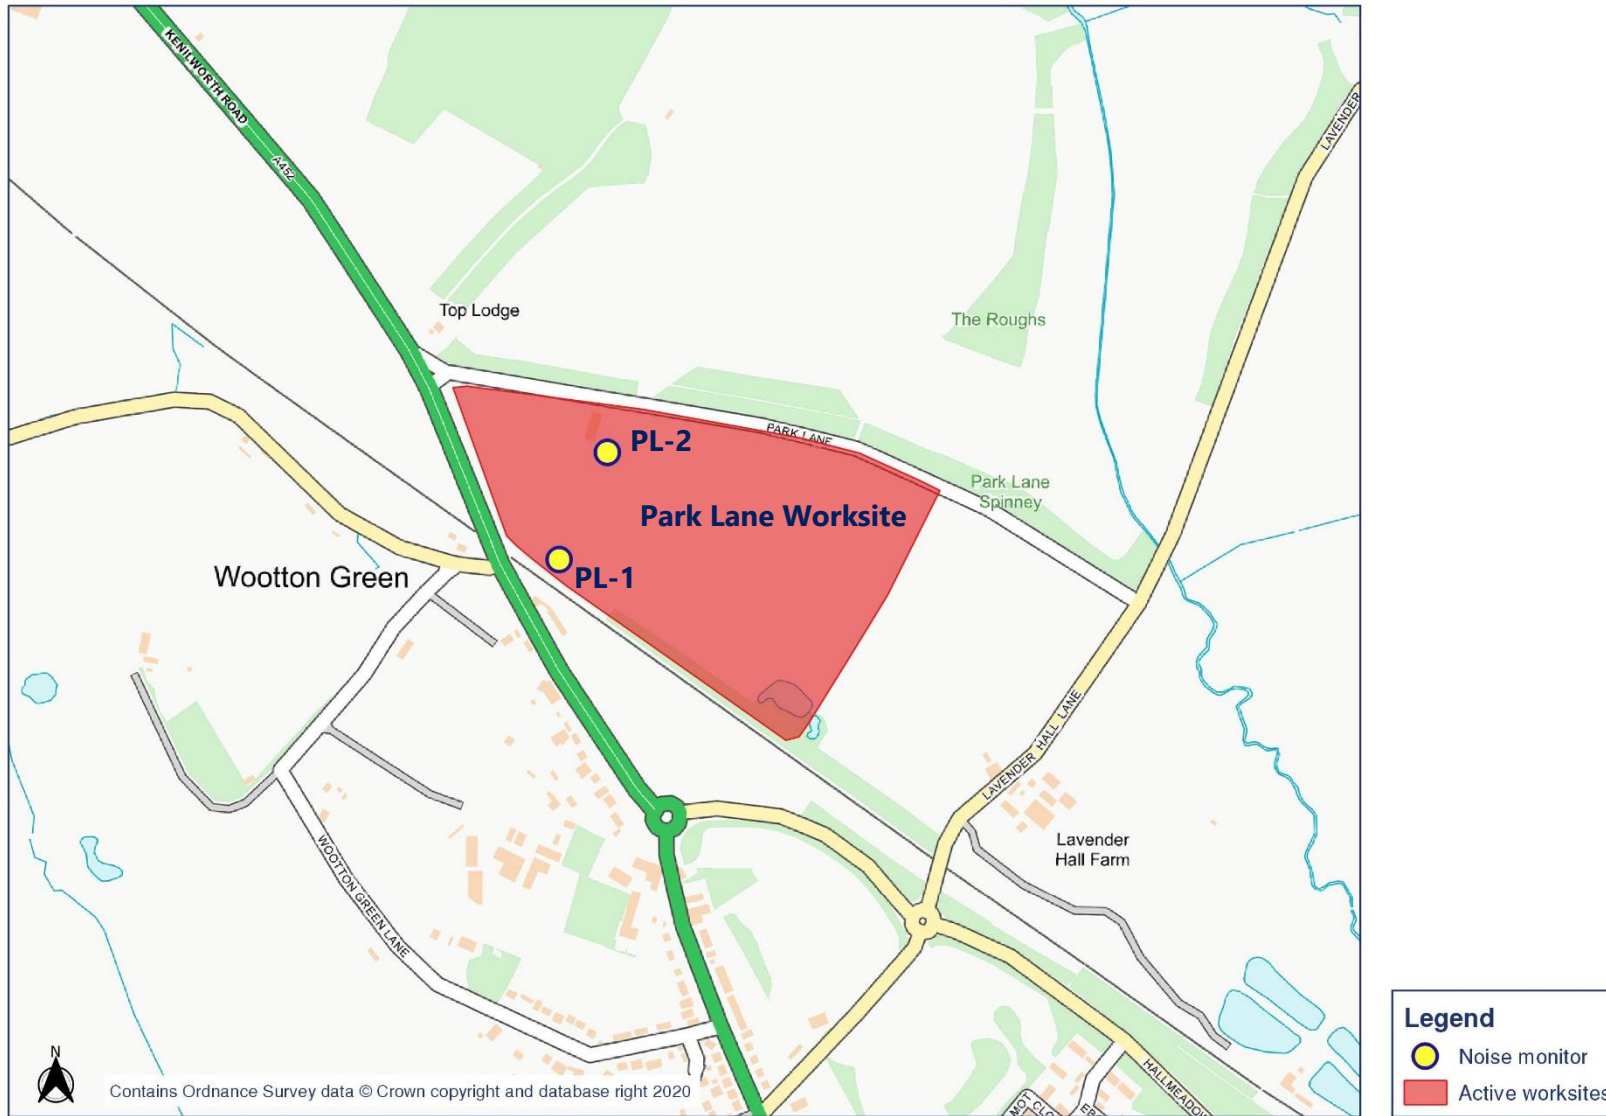 KENILWORTH ROAD
A452
LAVENDER
Top Lodge
The Roughs
PARK LANE
PL-2
Park Lane
Spinney
Park Lane Worksite
Wootton Green
PL-1
LAVENDER HALL LANE
Lavender
Hall Farm
WOOTTON GREEN LANE
HALLMEADOW
MOT
CLO
N
Contains Ordnance Survey data © Crown copyright and database right 2020
Legend
Noise monitor
Active worksites